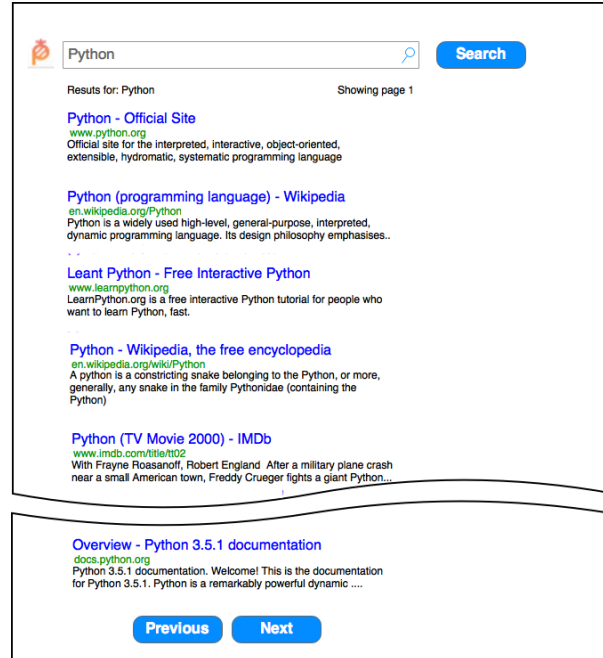 Python
Search
Resuts for: Python
Showing page 1
Python - Official Site
www.python.org
Official site for the interpreted, interactive, object-oriented,
extensible, hydromatic, systematic programming language
Python (programming language) - Wikipedia
en.wikipedia.org/Python
Python is a widely used high-level, general-purpose, interpreted,
dynamic programming language. Its design philosophy emphasises..
Leant Python - Free Interactive Python
www.learnpython.org
LearnPython.org is a free interactive Python tutorial for people who
want to learn Python, fast.
Python - Wikipedia, the free encyclopedia
en.wikipedia.org/wiki/Python
A python is a constricting snake belonging to the Python, or more,
generally, any snake in the family Pythonidae (containing the
Python)
Python (TV Movie 2000) - IMDb
www.imdb.com/title/tt02
With Frayne Roasanoff, Robert England After a military plane crash
near a small American town, Freddy Crueger fights a giant Python...
Overview - Python 3.5.1 documentation
docs.python.org
Python 3.5.1 documentation. Welcome! This is the documentation
for Python 3.5.1. Python is a remarkably powerful dynamic ....
Previous
Next